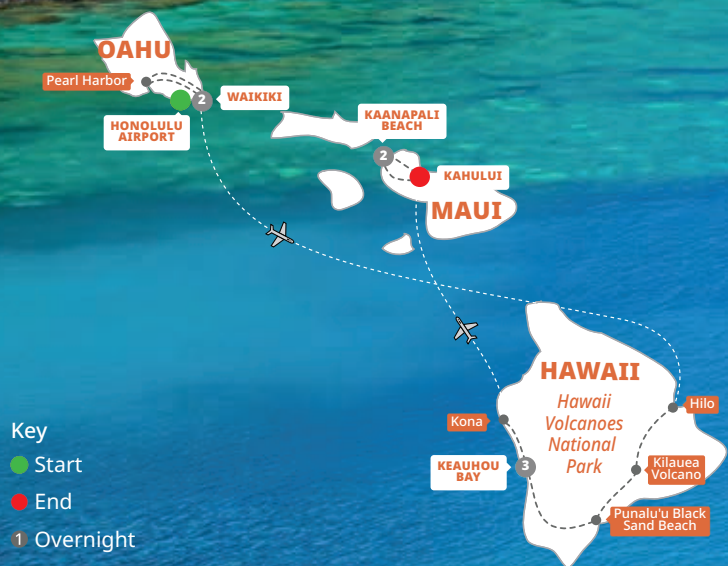 OAHU
Pearl Harbor
2
WAIKIKI
HONOLULU
AIRPORT
KAANAPALI
BEACH
2
KAHULUI
MAUI
HAWAII
Hawaii
Volcanoes
National
Park
Hilo
Kona
KEAUHOU
BAY
3
Kilauea
Volcano
Punalu'u Black
Sand Beach
Key
Start
End
1 Overnight